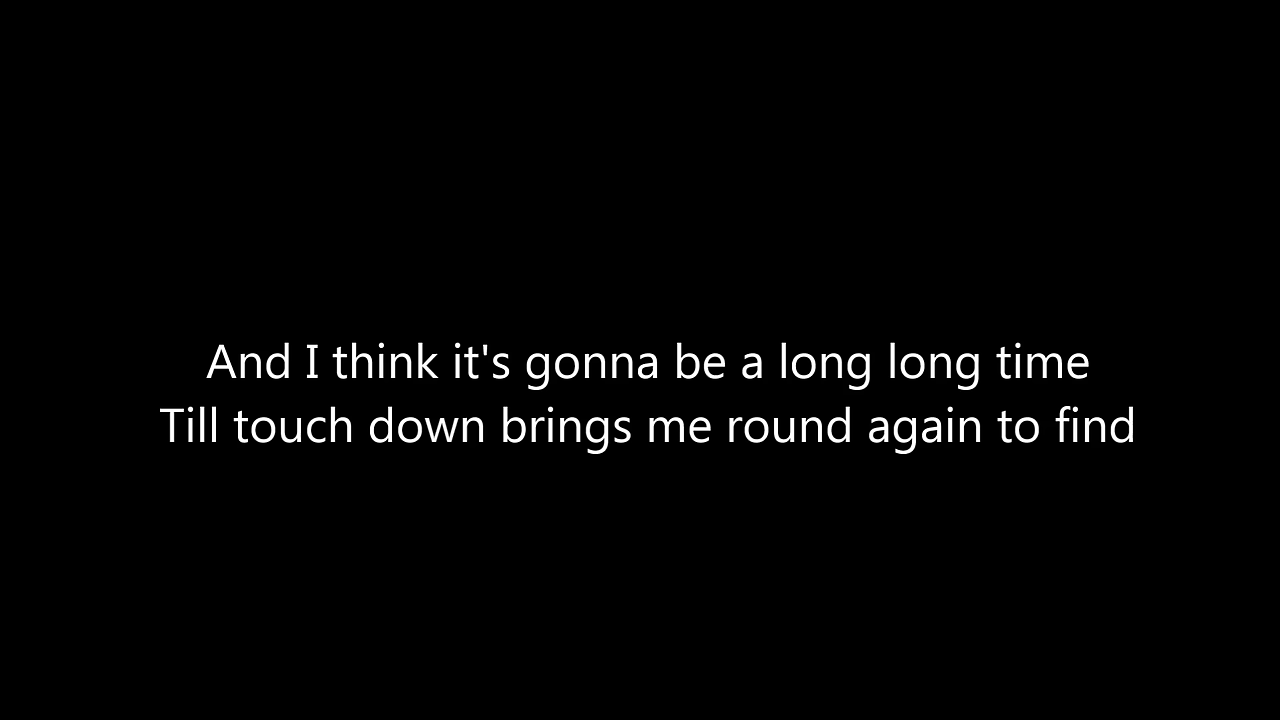 And I think it's gonna be a long long time
Till touch down brings me round again to find